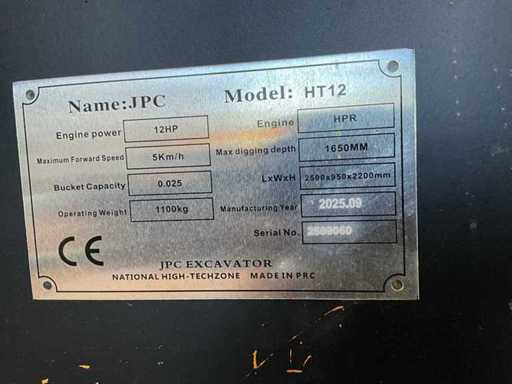 Name:JPC Model: HT12
Engine power 12HP Engine HPR
Maximum Forward Speed 5Km/h Max digging depth 1650MM
Bucket Capacity 0.025 LxWxH 2500x950x2200mm
Operating Weight 1100kg Manufacturing Year 2025.09
Serial No. 2509060
CE
JPC EXCAVATOR
NATIONAL HIGH-TECHZONE MADE IN PRC